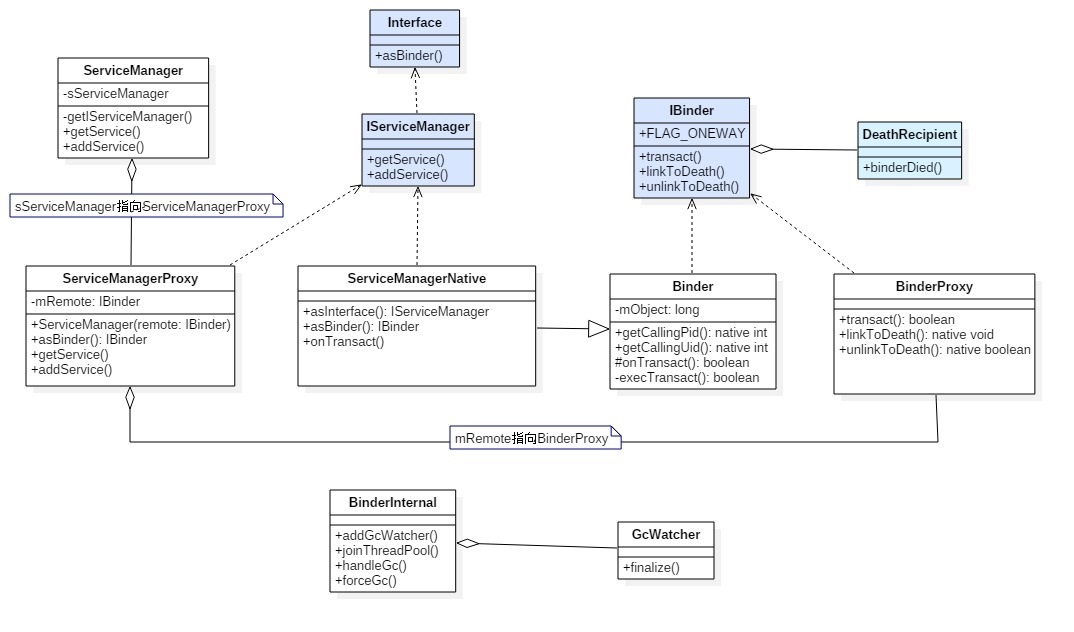 Interface
+asBinder()
ServiceManager
-sServiceManager
-getIServiceManager()
+getService()
+addService()
IServiceManager
+getService()
+addService()
IBinder
+FLAG_ONEWAY
+transact()
+linkToDeath()
+unlinkToDeath()
DeathRecipient
+binderDied()
sServiceManager指向ServiceManagerProxy
ServiceManagerProxy
-mRemote: IBinder
+ServiceManager(remote: IBinder)
+asBinder(): IBinder
+getService()
+addService()
ServiceManagerNative
+asInterface(): IServiceManager
+asBinder(): IBinder
+onTransact()
Binder
-mObject: long
+getCallingPid(): native int
+getCallingUid(): native int
#onTransact(): boolean
-execTransact(): boolean
BinderProxy
+transact(): boolean
+linkToDeath(): native void
+unlinkToDeath(): native boolean
mRemote指向BinderProxy
BinderInternal
+addGcWatcher()
+joinThreadPool()
+handleGc()
+forceGc()
GcWatcher
+finalize()